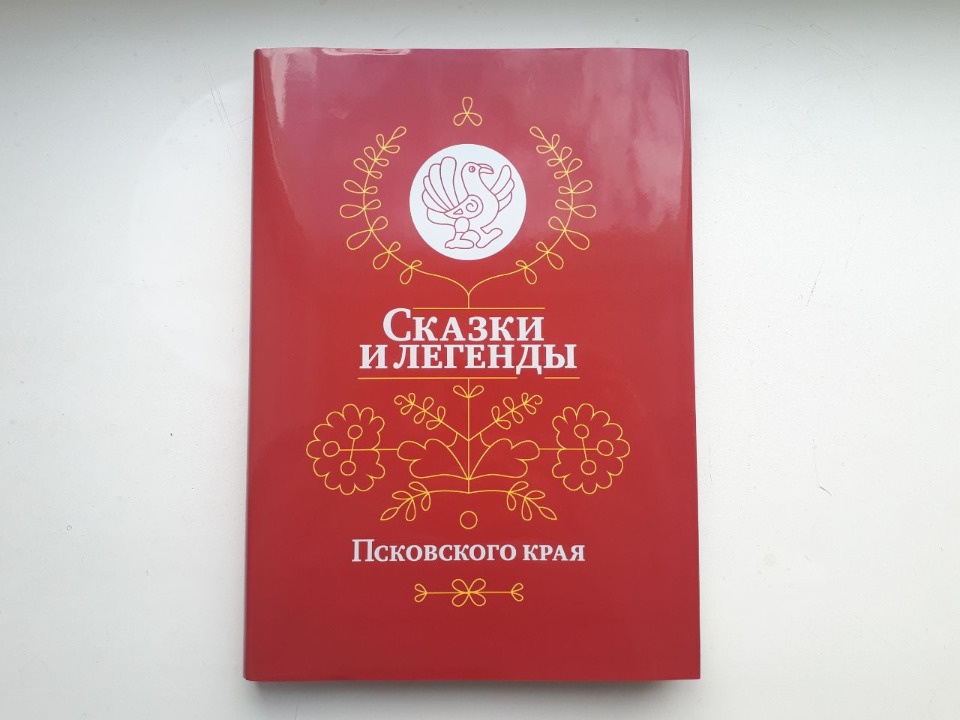 Сказки
и легенды
Псковского края